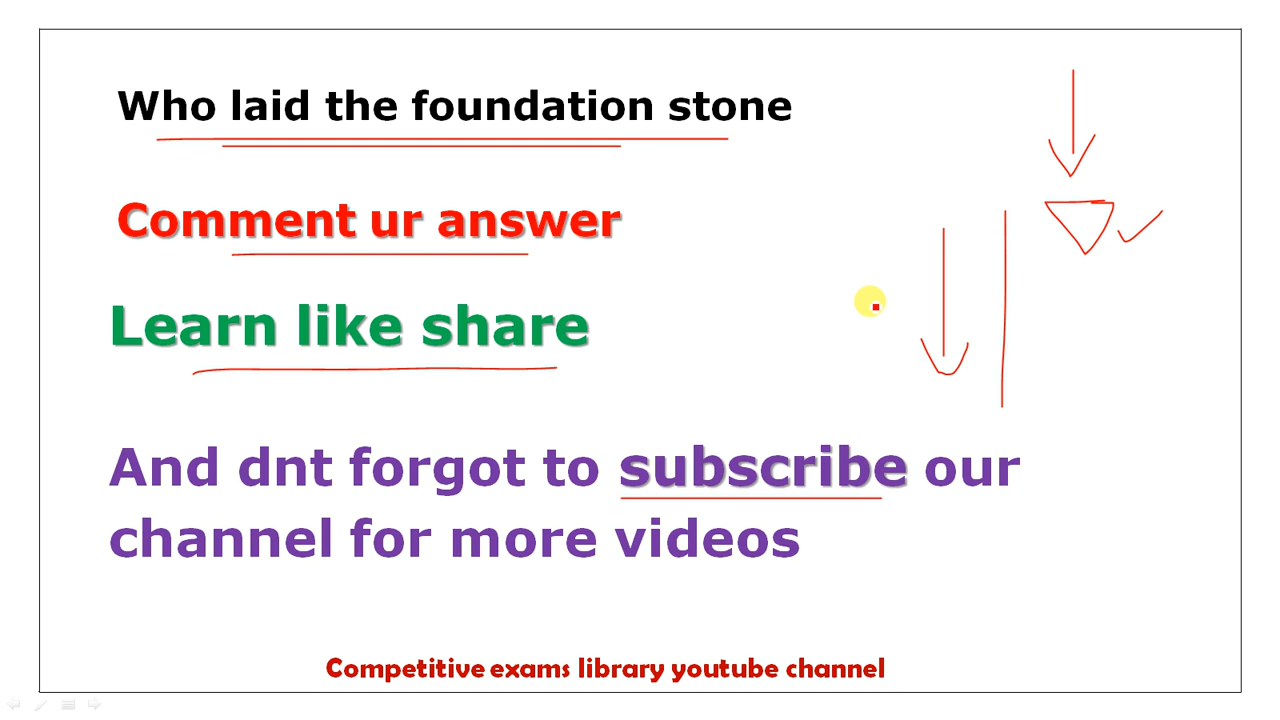 Who laid the foundation stone
Comment ur answer
Learn like share
And dnt forgot to subscribe our
channel for more videos
Competitive exams library youtube channel